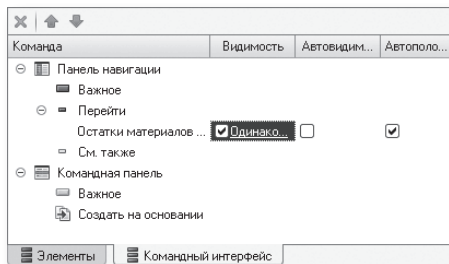 Команда Видимость Автовидим... Автополо...
Панель навигации
Важное
Перейти
Остатки материалов ... Одинако...
См. также
Командная панель
Важное
Создать на основании
Элементы Командный интерфейс